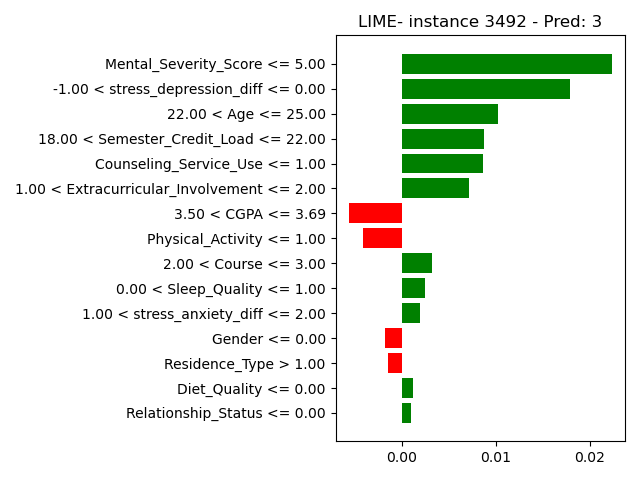 LIME- instance 3492 - Pred: 3
Mental_Severity_Score <= 5.00
-1.00 < stress_depression_diff <= 0.00
22.00 < Age <= 25.00
18.00 < Semester_Credit_Load <= 22.00
Counseling_Service_Use <= 1.00
1.00 < Extracurricular_Involvement <= 2.00
3.50 < CGPA <= 3.69
Physical_Activity <= 1.00
2.00 < Course <= 3.00
0.00 < Sleep_Quality <= 1.00
1.00 < stress_anxiety_diff <= 2.00
Gender <= 0.00
Residence_Type > 1.00
Diet_Quality <= 0.00
Relationship_Status <= 0.00
0.00 0.01 0.02